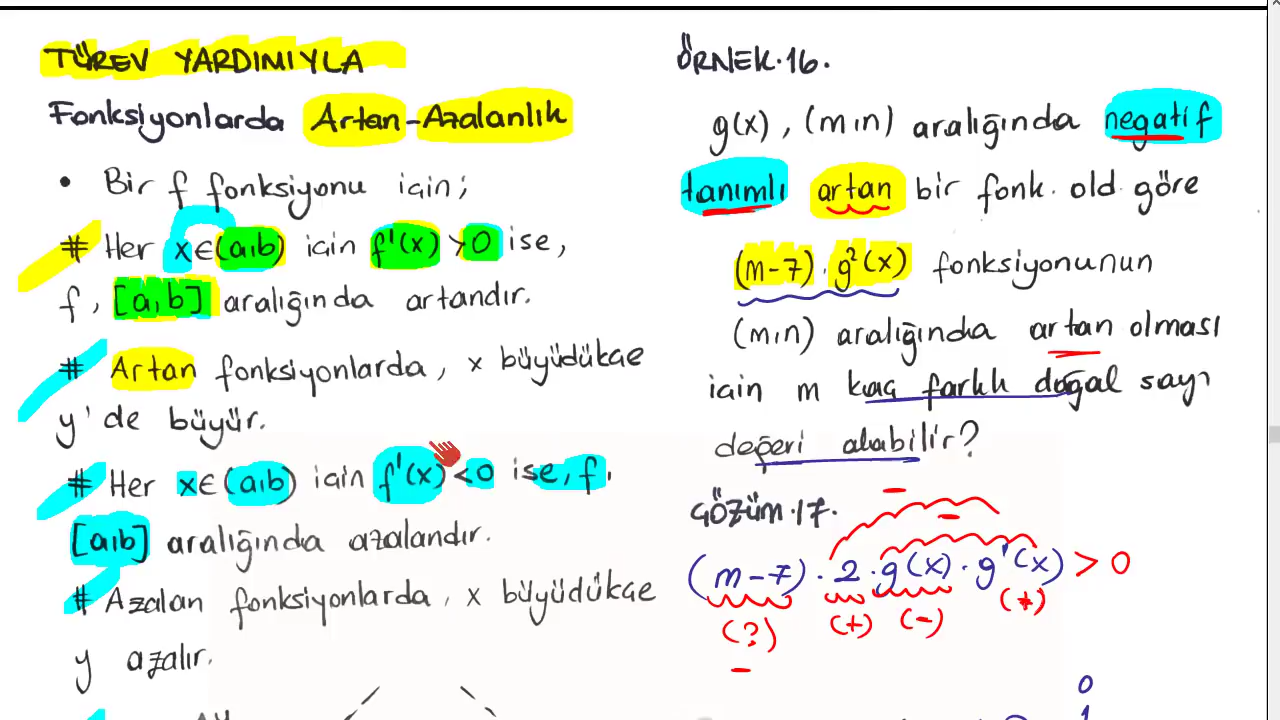 TÜREV YARDIMIYLA
Fonksiyonlarda Artan-Azalanlık
• Bir f fonksiyonu için;
# Her x∈(a,b) için f'(x)>0 ise,
f, [a,b] aralığında artandır.
# Artan fonksiyonlarda, x büyüdükçe
y'de büyür.
# Her x∈(a,b) için f'(x)<0 ise, f,
[a,b] aralığında azalandır.
# Azalan fonksiyonlarda, x büyüdükçe
y azalır.
ÖRNEK.16.
g(x), (m,n) aralığında negatif
tanımlı artan bir fonk. old. göre
(m-7).g²(x) fonksiyonunun
(m,n) aralığında artan olması
için m kaç farklı doğal sayı
değeri alabilir?
ÇÖZÜM.17.
- -
(m-7).2.g(x).g'(x) > 0
(?) (+) (-) (+)
-
0
1